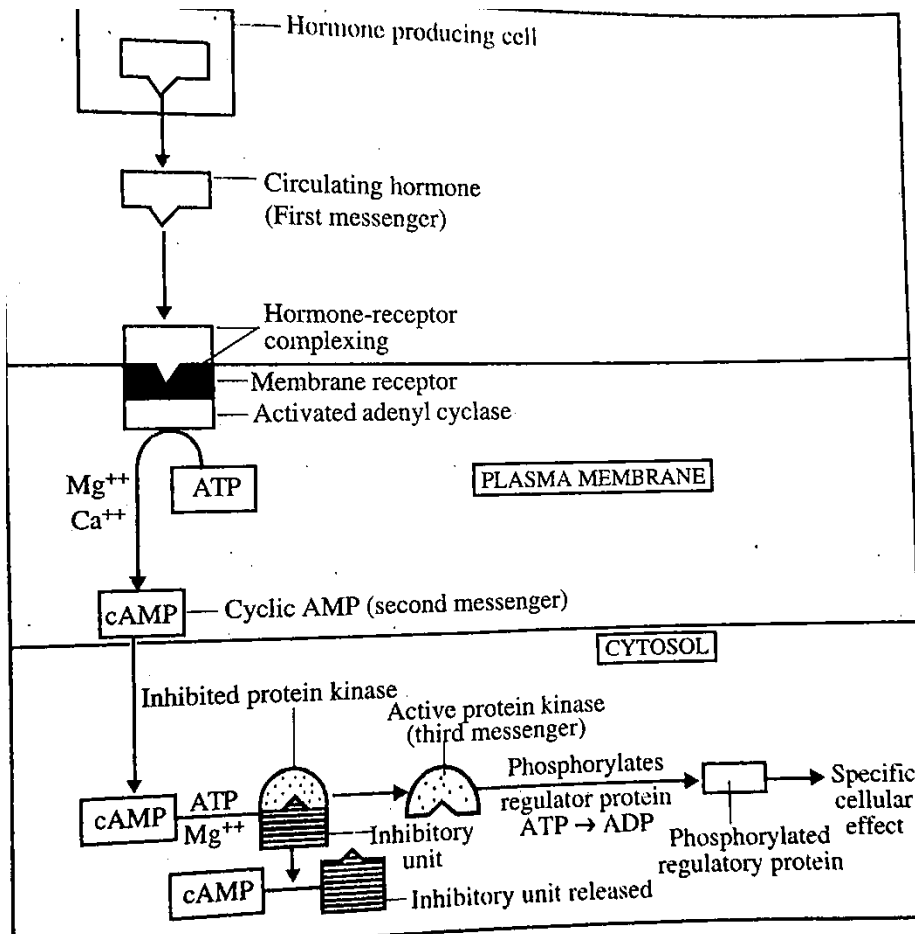 Hormone producing cell
Circulating hormone
(First messenger)
Hormone-receptor
complexing
Membrane receptor
Activated adenyl cyclase
Mg++
Ca++
ATP
PLASMA MEMBRANE
cAMP
Cyclic AMP (second messenger)
CYTOSOL
Inhibited protein kinase
Active protein kinase
(third messenger)
cAMP
ATP
Mg++
Inhibitory
unit
Phosphorylates
regulator protein
ATP → ADP
Phosphorylated
regulatory protein
Specific
cellular
effect
cAMP
Inhibitory unit released